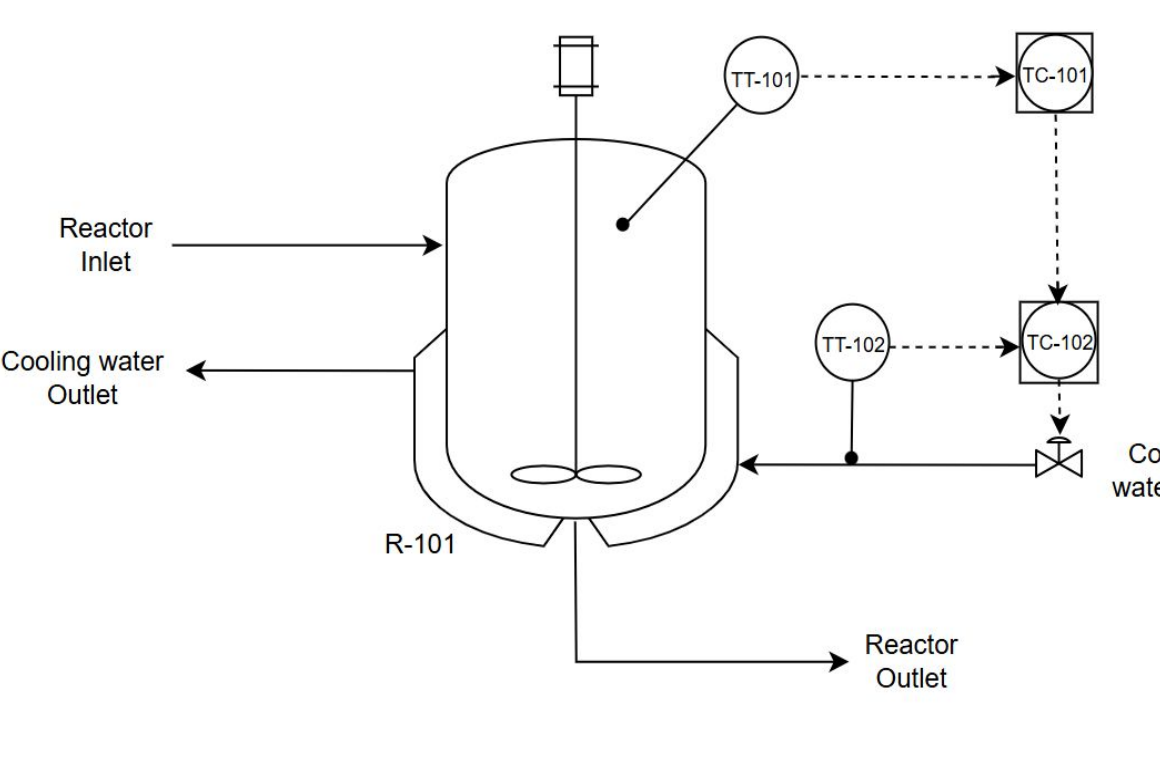 TT-101
TC-101
Reactor
Inlet
Cooling water
Outlet
TT-102
TC-102
R-101
Reactor
Outlet